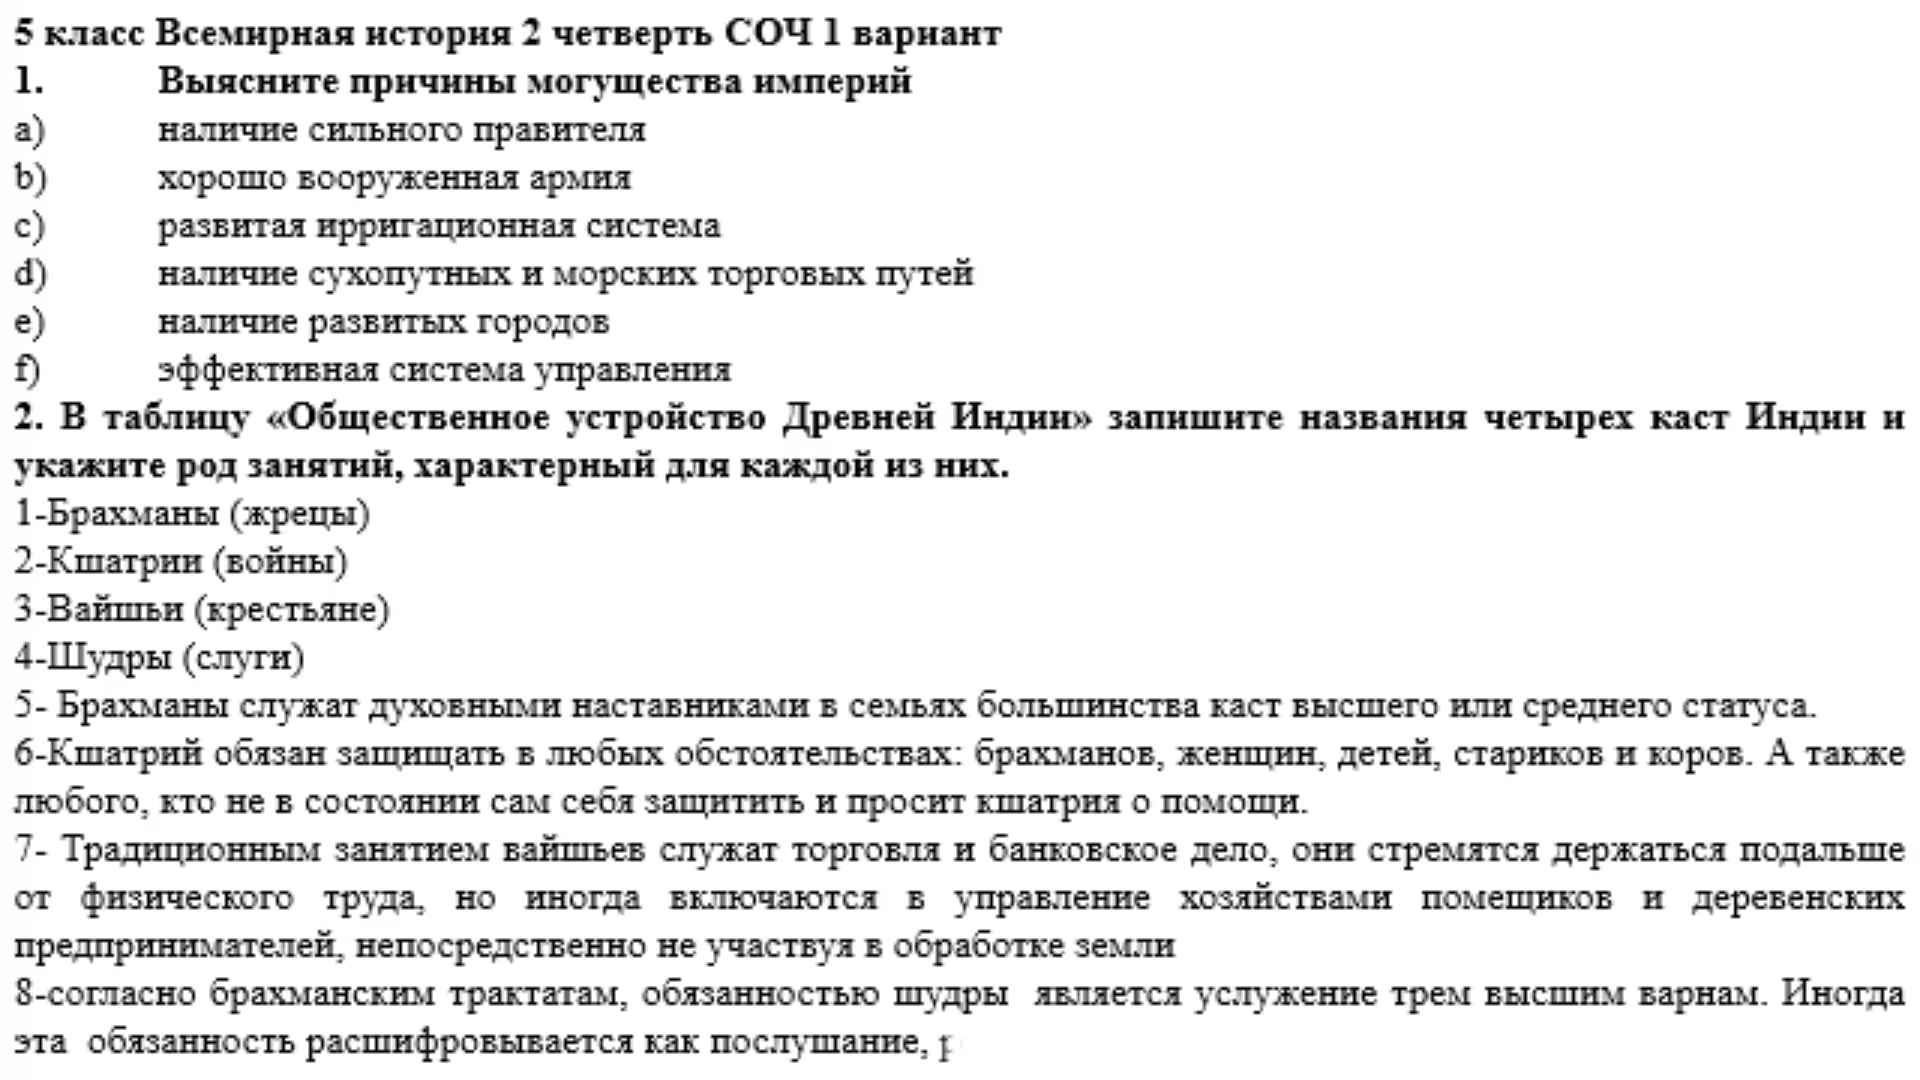 5 класс Всемирная история 2 четверть СОЧ 1 вариант
1. Выясните причины могущества империй
a) наличие сильного правителя
b) хорошо вооруженная армия
c) развитая ирригационная система
d) наличие сухопутных и морских торговых путей
e) наличие развитых городов
f) эффективная система управления
2. В таблицу «Общественное устройство Древней Индии» запишите названия четырех каст Индии и
укажите род занятий, характерный для каждой из них.
1-Брахманы (жрецы)
2-Кшатрии (войны)
3-Вайшьи (крестьяне)
4-Шудры (слуги)
5- Брахманы служат духовными наставниками в семьях большинства каст высшего или среднего статуса.
6-Кшатрий обязан защищать в любых обстоятельствах: брахманов, женщин, детей, стариков и коров. А также
любого, кто не в состоянии сам себя защитить и просит кшатрия о помощи.
7- Традиционным занятием вайшьев служат торговля и банковское дело, они стремятся держаться подальше
от физического труда, но иногда включаются в управление хозяйствами помещиков и деревенских
предпринимателей, непосредственно не участвуя в обработке земли
8-согласно брахманским трактатам, обязанностью шудры является услужение трем высшим варнам. Иногда
эта обязанность расшифровывается как послушание,